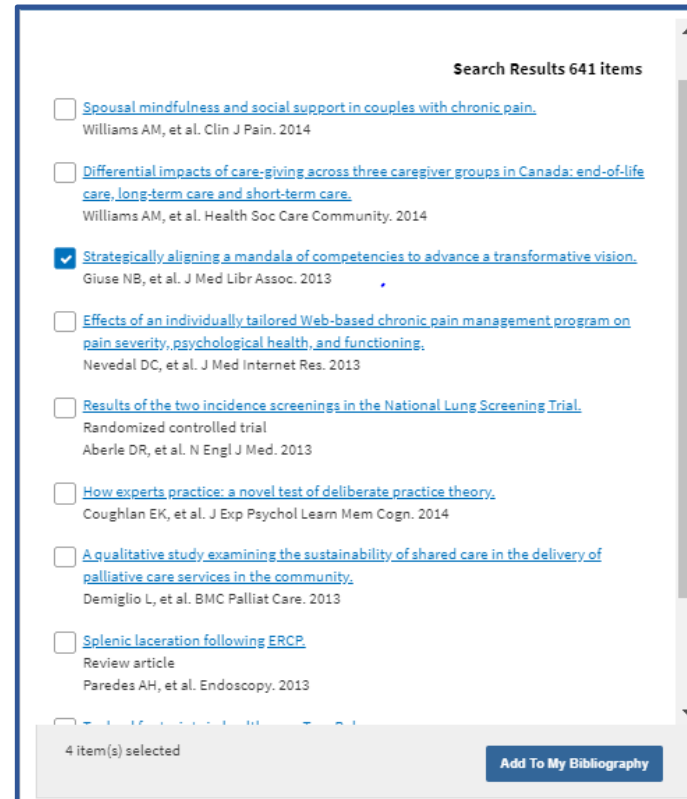 Search Results 641 items
Spousal mindfulness and social support in couples with chronic pain.
Williams AM, et al. Clin J Pain. 2014
Differential impacts of care-giving across three caregiver groups in Canada: end-of-life
care, long-term care and short-term care.
Williams AM, et al. Health Soc Care Community. 2014
Strategically aligning a mandala of competencies to advance a transformative vision.
Giuse NB, et al. J Med Libr Assoc. 2013
Effects of an individually tailored Web-based chronic pain management program on
pain severity, psychological health, and functioning.
Nevedal DC, et al. J Med Internet Res. 2013
Results of the two incidence screenings in the National Lung Screening Trial.
Randomized controlled trial
Aberle DR, et al. N Engl J Med. 2013
How experts practice: a novel test of deliberate practice theory.
Coughlan EK, et al. J Exp Psychol Learn Mem Cogn. 2014
A qualitative study examining the sustainability of shared care in the delivery of
palliative care services in the community.
Demiglio L, et al. BMC Palliat Care. 2013
Splenic laceration following ERCP.
Review article
Paredes AH, et al. Endoscopy. 2013
4 item(s) selected
Add To My Bibliography